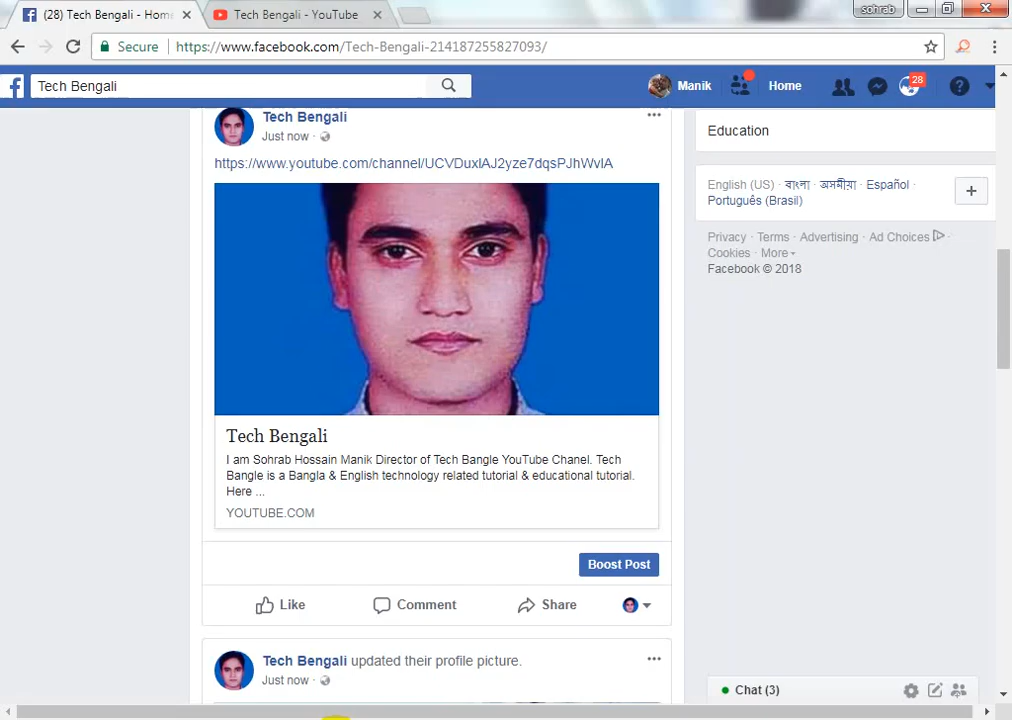 (28) Tech Bengali - Home
Tech Bengali - YouTube
sohrab
Secure
https://www.facebook.com/Tech-Bengali-214187255827093/
Tech Bengali
Manik
Home
28
Tech Bengali
Just now
https://www.youtube.com/channel/UCVDuxlAJ2yze7dqsPJhWvIA
Tech Bengali
I am Sohrab Hossain Manik Director of Tech Bangle YouTube Chanel. Tech
Bangle is a Bangla & English technology related tutorial & educational tutorial.
Here ...
YOUTUBE.COM
Boost Post
Like
Comment
Share
Tech Bengali updated their profile picture.
Just now
Education
English (US) · বাংলা · অসমীয়া · Español ·
Português (Brasil)
Privacy · Terms · Advertising · Ad Choices ·
Cookies · More
Facebook © 2018
Chat (3)